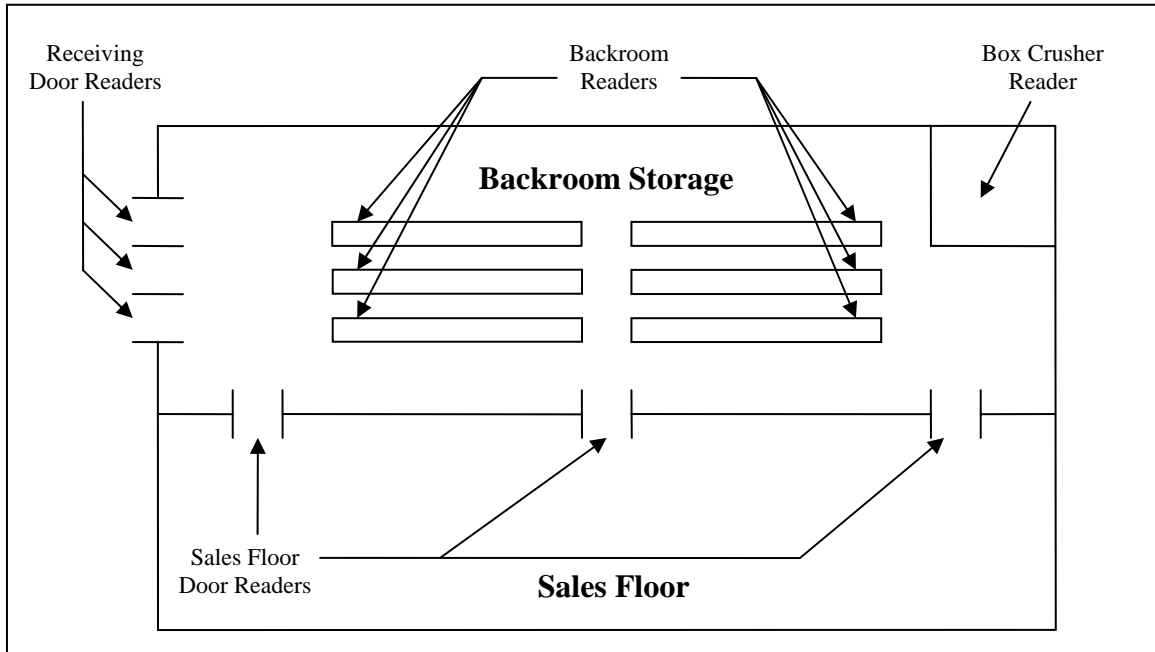 Receiving
Door Readers
Backroom
Readers
Box Crusher
Reader
Backroom Storage
Sales Floor
Door Readers
Sales Floor